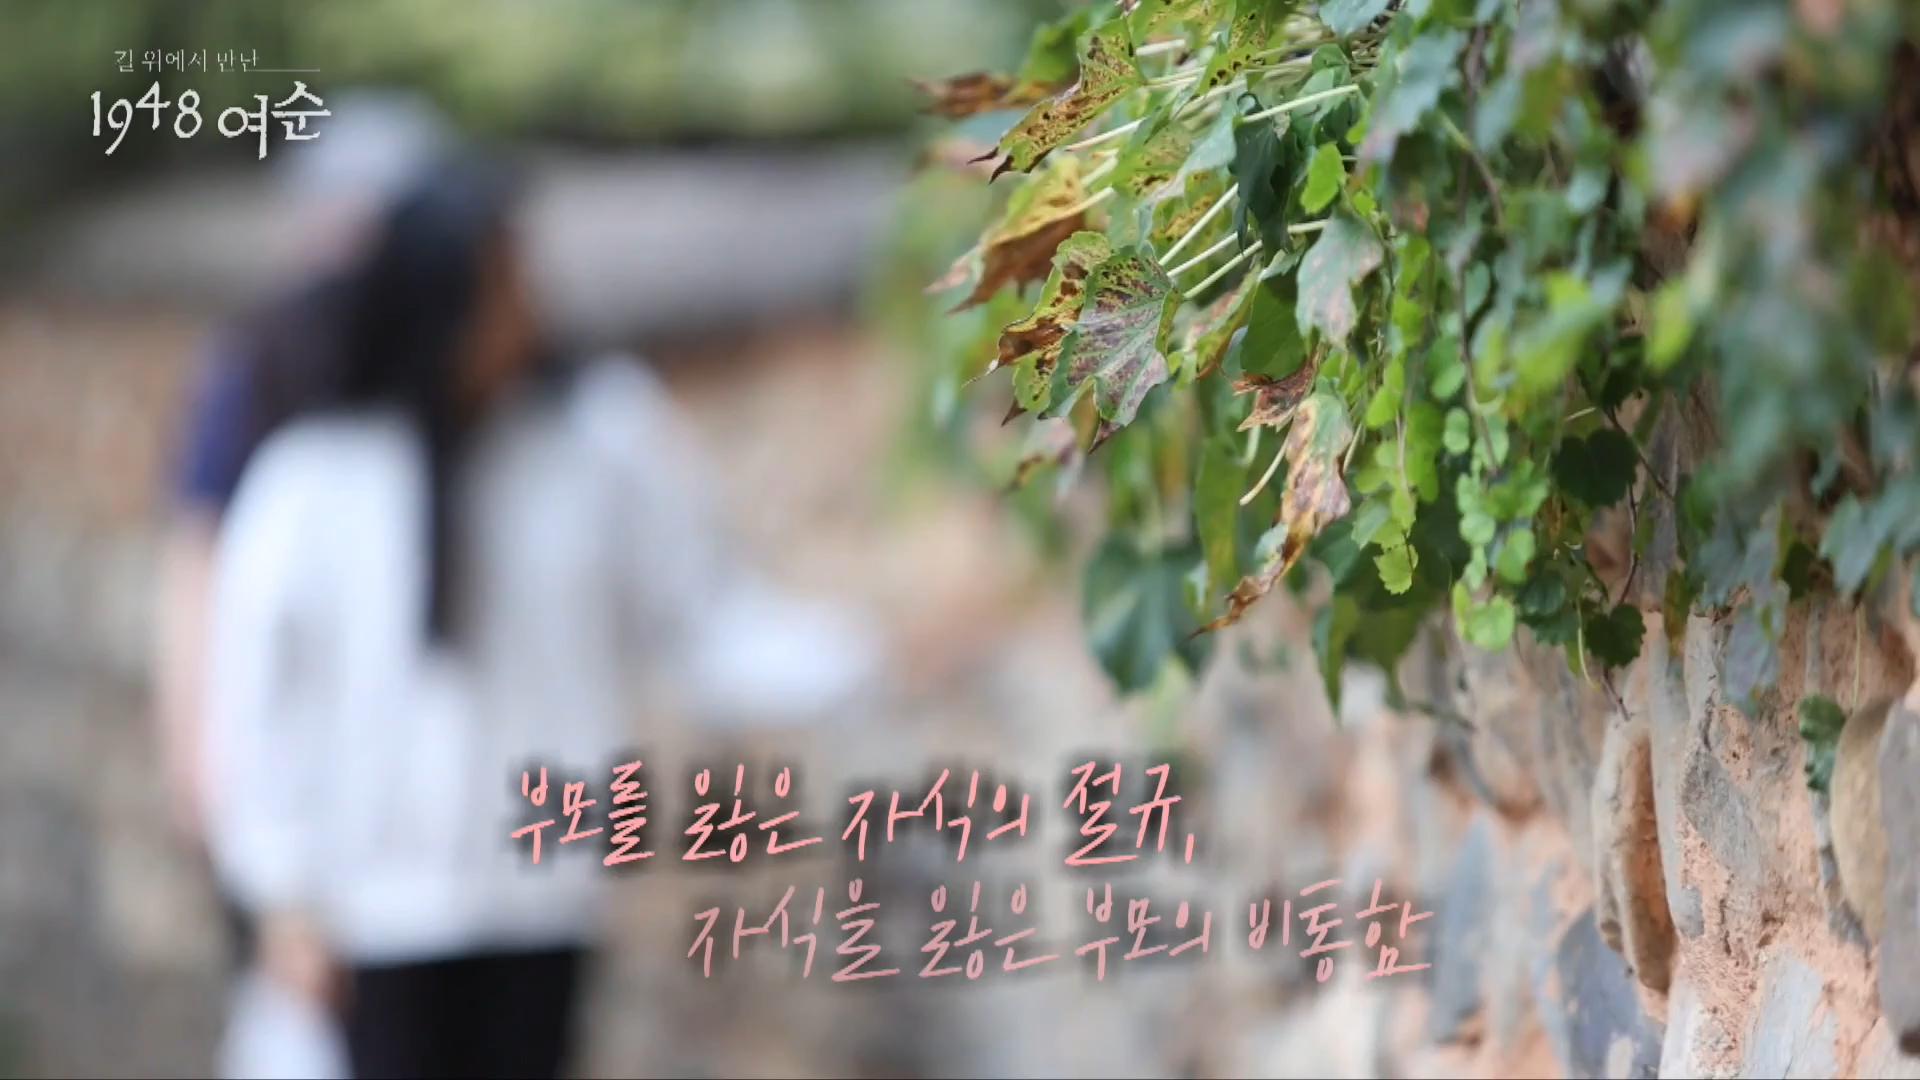 길 위에서 만난
1948 여순
부모를 잃은 자식의 절규,
자식을 잃은 부모의 비통함